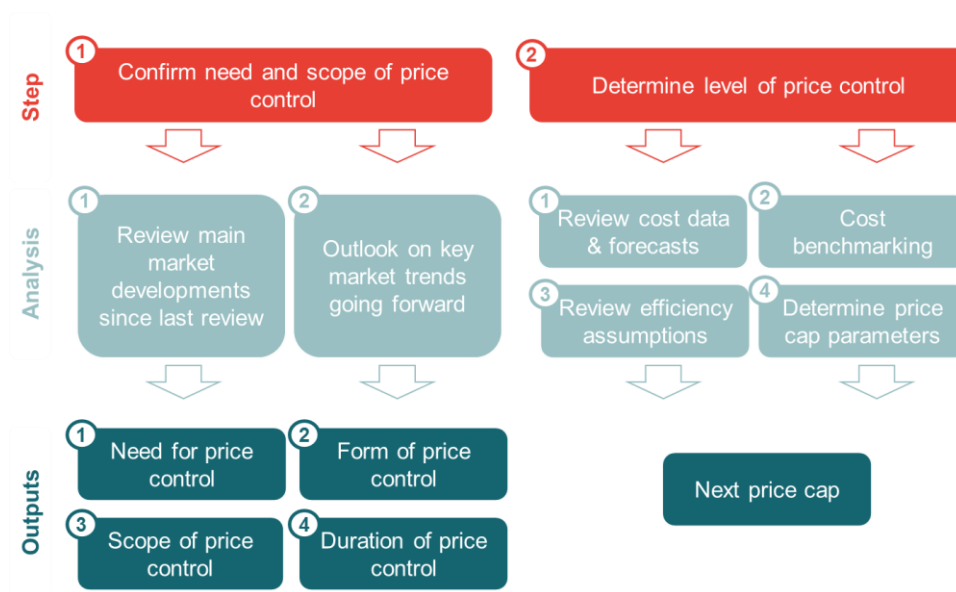 Step
1
Confirm need and scope of price
control
2
Determine level of price control
Analysis
1
Review main
market
developments
since last review
2
Outlook on key
market trends
going forward
1
Review cost data
& forecasts
2
Cost
benchmarking
3
Review efficiency
assumptions
4
Determine price
cap parameters
Outputs
1
Need for price
control
2
Form of price
control
3
Scope of price
control
4
Duration of price
control
Next price cap